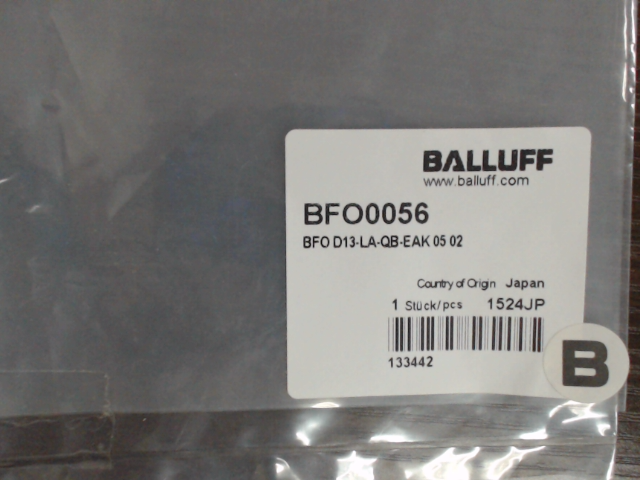 BALLUFF
www.balluff.com
BFO0056
BFO D13-LA-QB-EAK 05 02
Country of Origin Japan
1 Stück/pcs 1524JP
133442
B